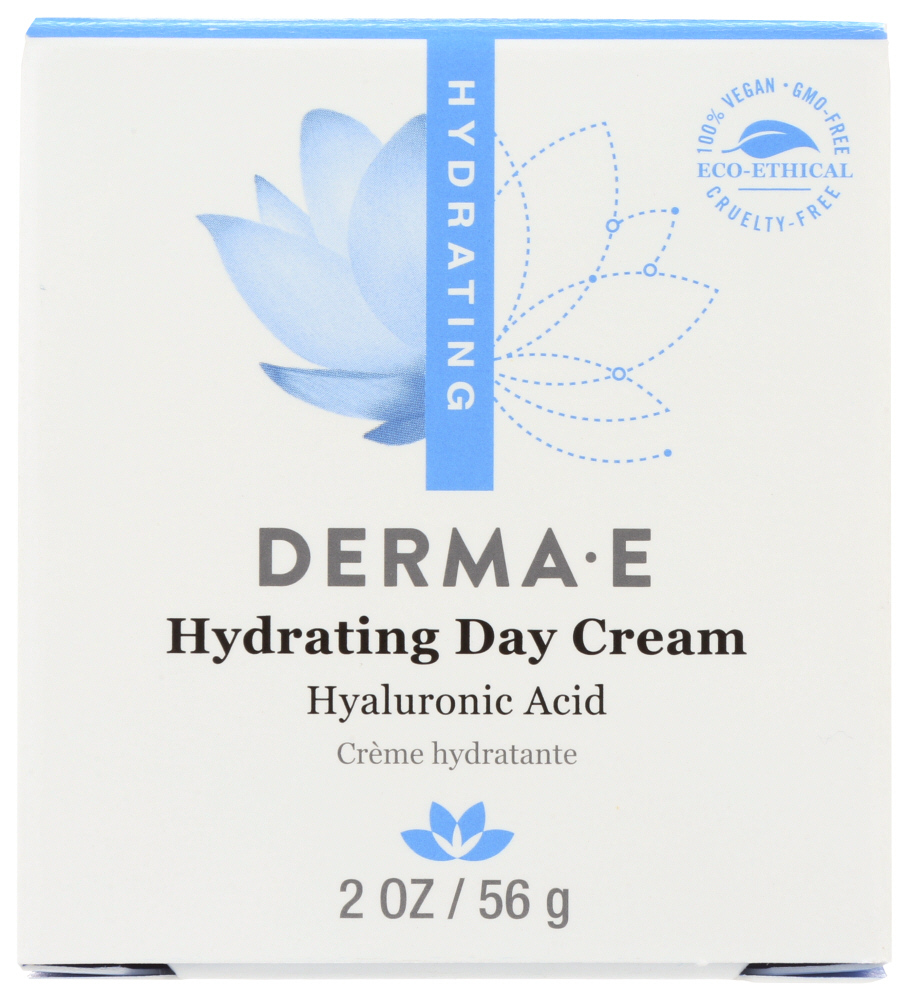 HYDRATING
100% VEGAN · GMO-FREE
ECO-ETHICAL
CRUELTY-FREE
DERMA·E
Hydrating Day Cream
Hyaluronic Acid
Crème hydratante
2 OZ / 56 g